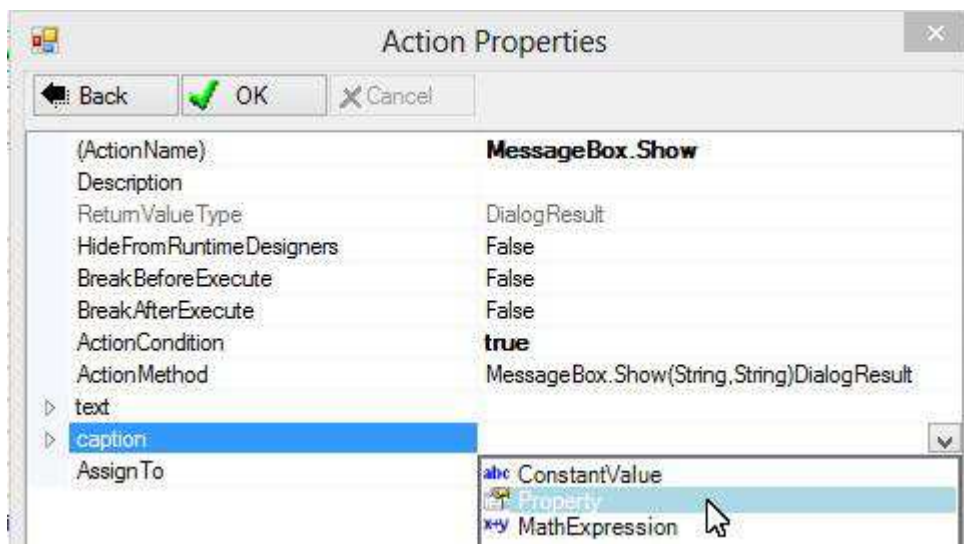 Action Properties
Back OK Cancel
(ActionName) MessageBox.Show
Description
ReturnValueType DialogResult
HideFromRuntimeDesigners False
BreakBeforeExecute False
BreakAfterExecute False
ActionCondition true
ActionMethod MessageBox.Show(String,String)DialogResult
text
caption
AssignTo
abc ConstantValue
Property
x+y MathExpression